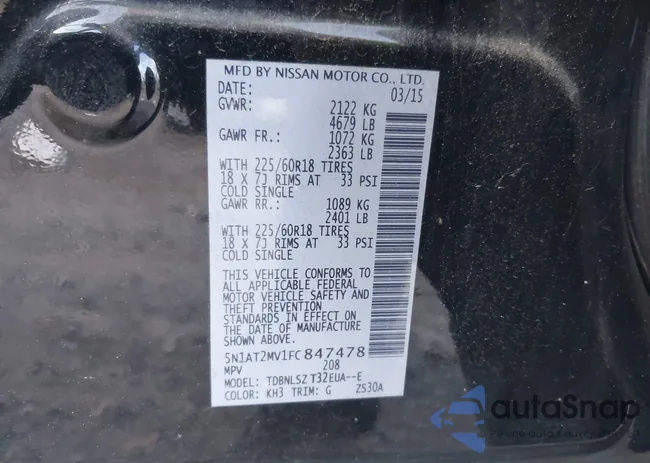 MFD BY NISSAN MOTOR CO., LTD.
DATE: 03/15
GVWR: 2122 KG
4679 LB
GAWR FR.: 1072 KG
2363 LB
WITH 225/60R18 TIRES
18 X 7J RIMS AT 33 PSI
COLD SINGLE
GAWR RR.: 1089 KG
2401 LB
WITH 225/60R18 TIRES
18 X 7J RIMS AT 33 PSI
COLD SINGLE
THIS VEHICLE CONFORMS TO
ALL APPLICABLE FEDERAL
MOTOR VEHICLE SAFETY AND
THEFT PREVENTION
STANDARDS IN EFFECT ON
THE DATE OF MANUFACTURE
SHOWN ABOVE.
5N1AT2MV1FC847478
MPV 208
MODEL: TDBNLSZ T32EUA--E
COLOR: KH3 TRIM: G ZS30A
autoSnap